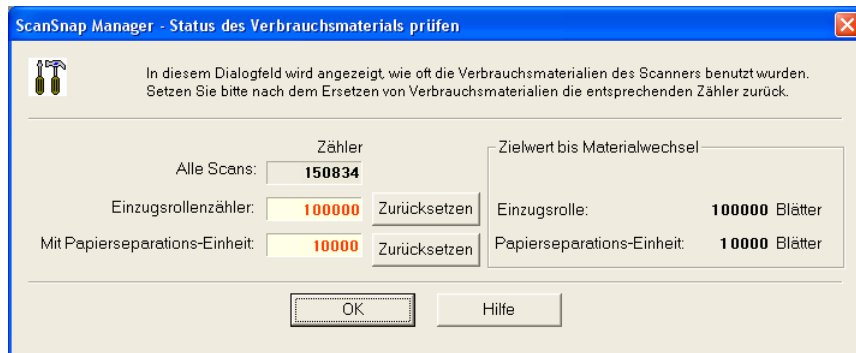 ScanSnap Manager - Status des Verbrauchsmaterials prüfen
In diesem Dialogfeld wird angezeigt, wie oft die Verbrauchsmaterialien des Scanners benutzt wurden.
Setzen Sie bitte nach dem Ersetzen von Verbrauchsmaterialien die entsprechenden Zähler zurück.
Zähler
Alle Scans: 150834
Einzugsrollenzähler: 100000 Zurücksetzen
Mit Papierseparations-Einheit: 10000 Zurücksetzen
Zielwert bis Materialwechsel
Einzugsrolle: 100000 Blätter
Papierseparations-Einheit: 10000 Blätter
OK Hilfe